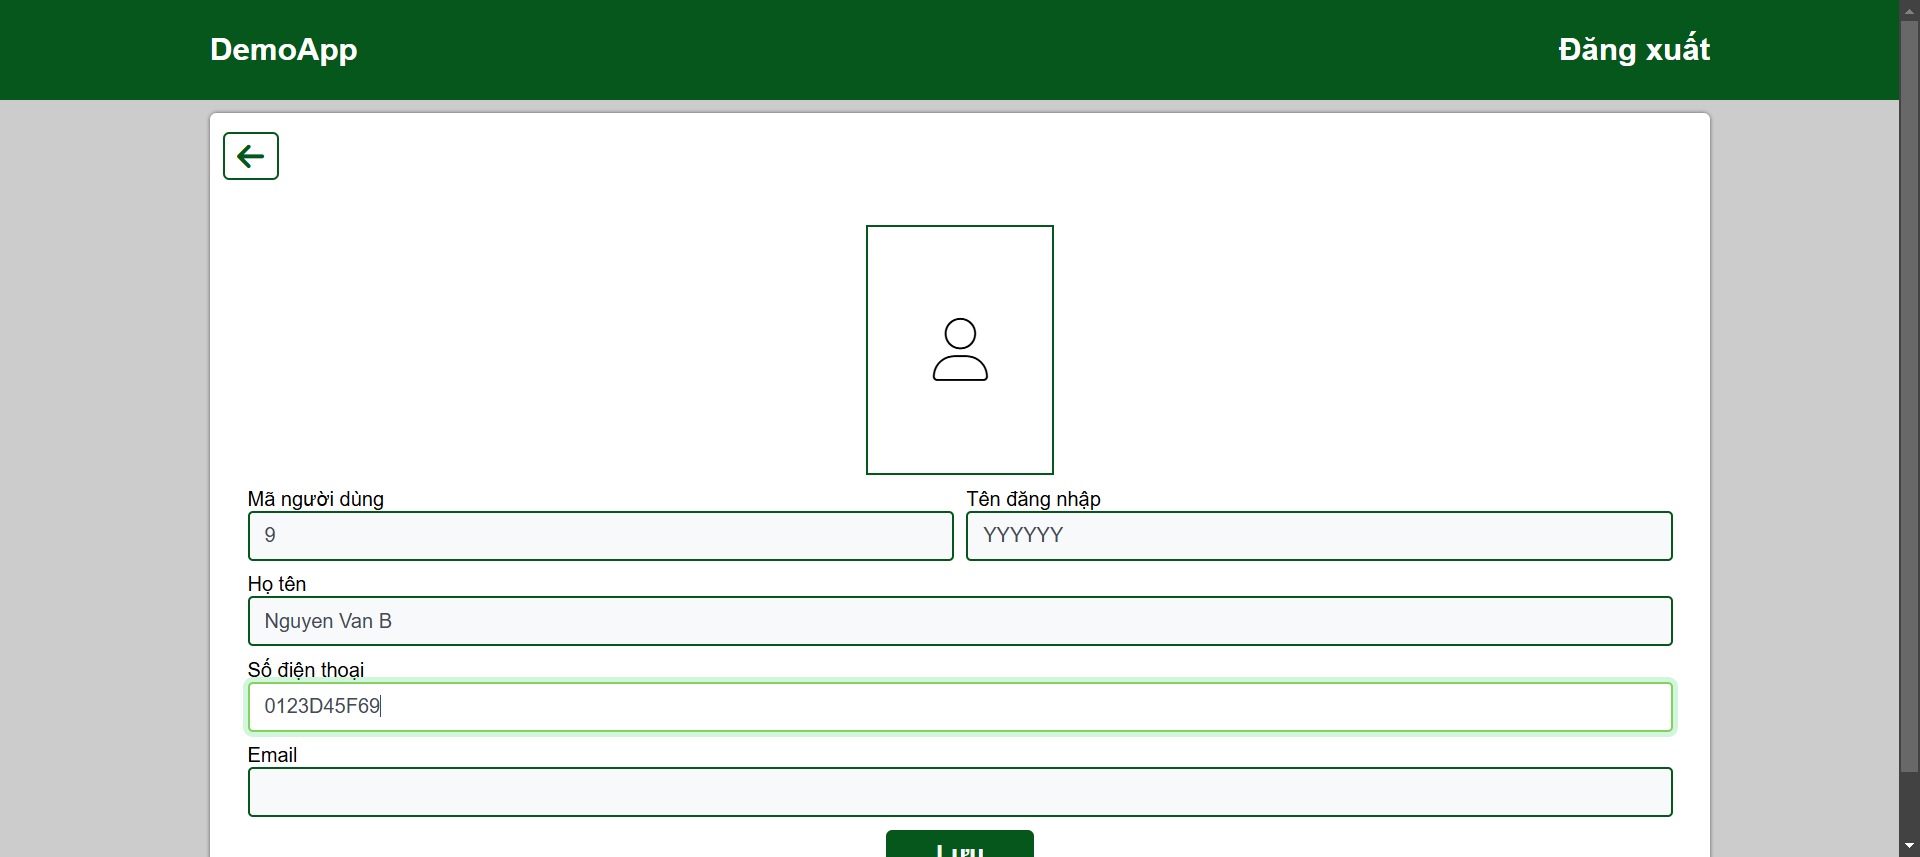 DemoApp
Đăng xuất
Mã người dùng
Tên đăng nhập
9
YYYYYY
Họ tên
Nguyen Van B
Số điện thoại
0123D45F69
Email
Lưu